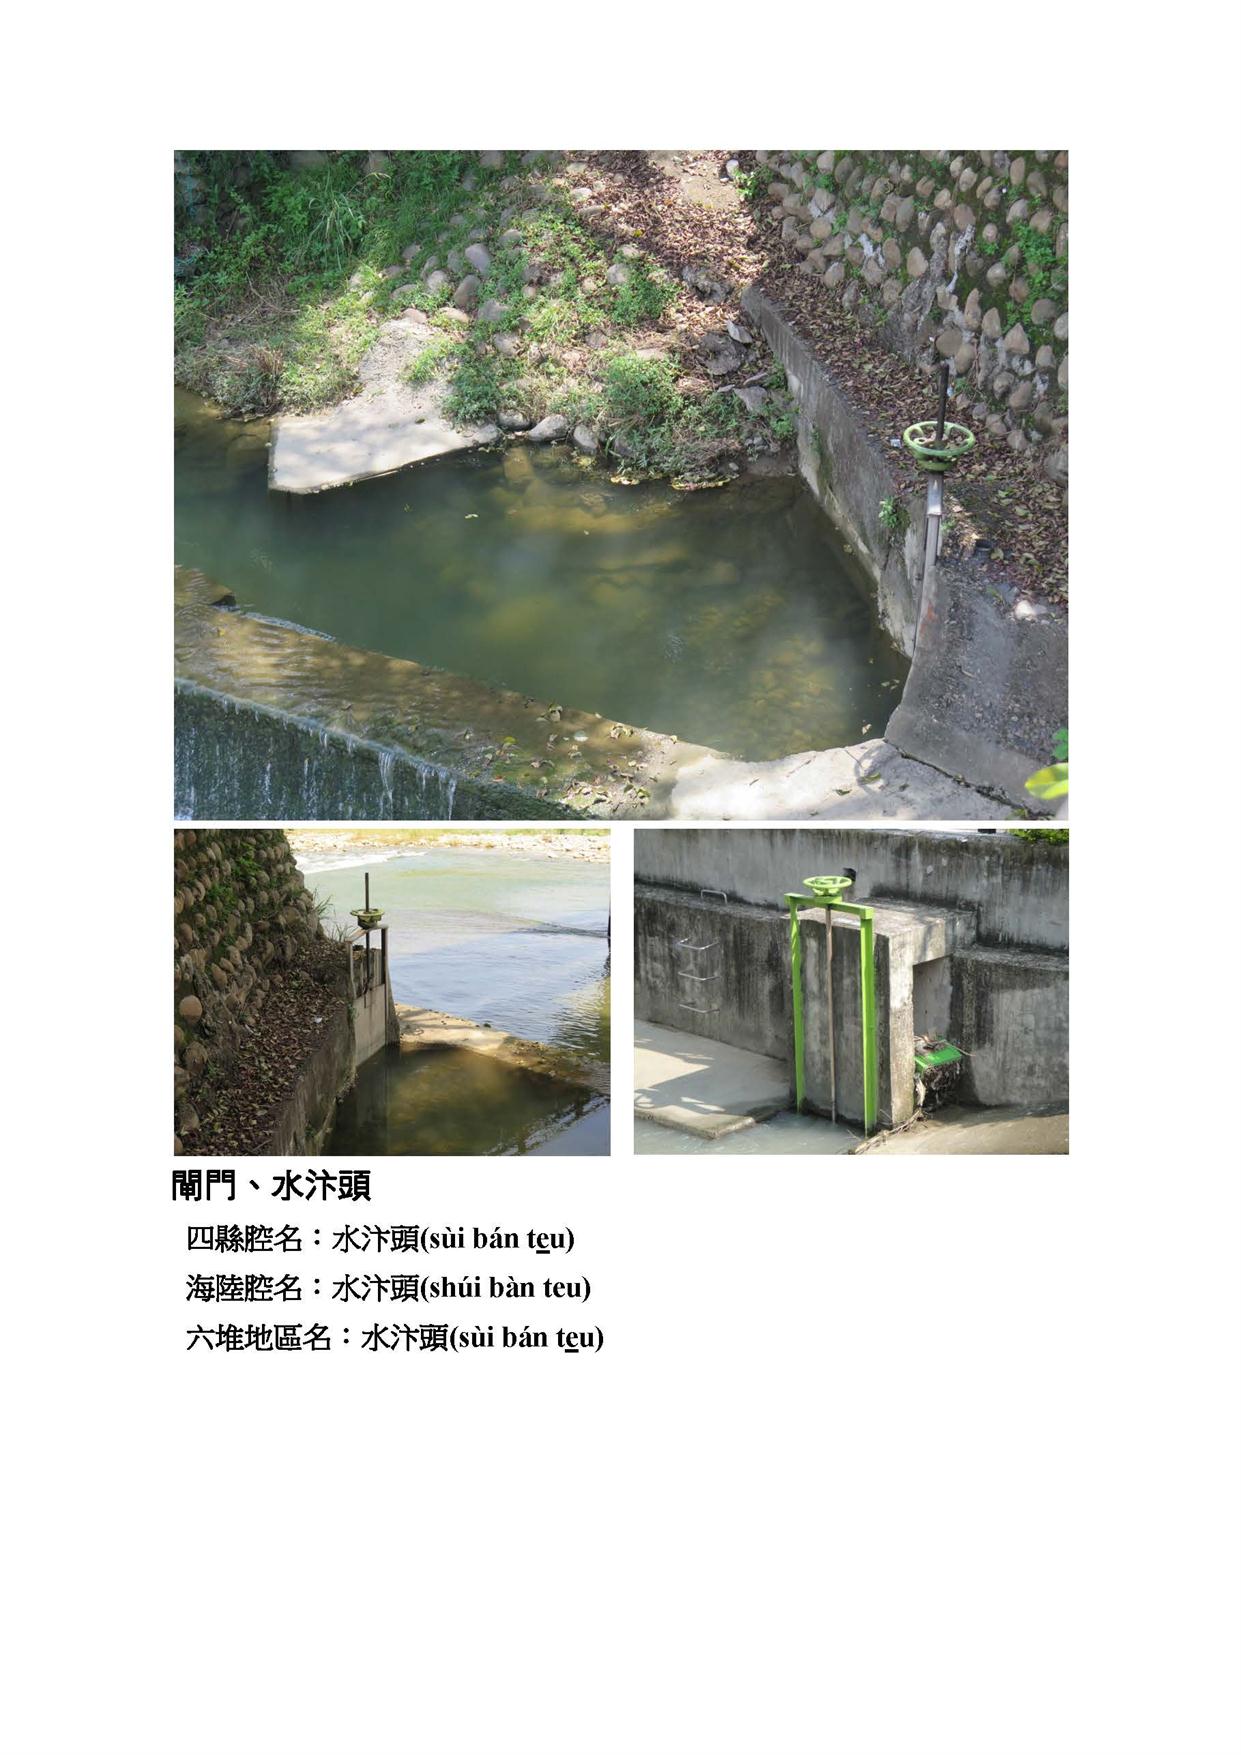 閘門、水汴頭
四縣腔名：水汴頭(sùi bán te̲u)
海陸腔名：水汴頭(shúi bàn teu)
六堆地區名：水汴頭(sùi bán te̲u)